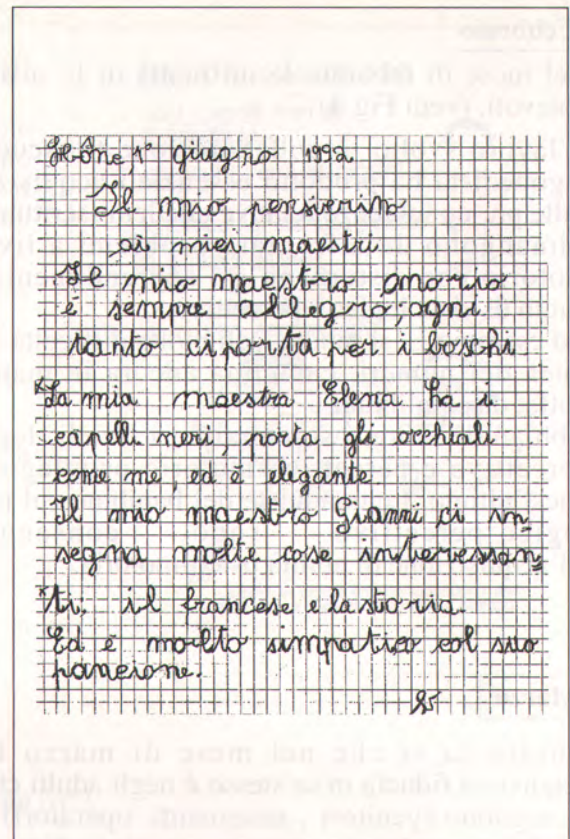 1° giugno 1992
Il mio pensierin
ai miei maestri
Il mio maestro onorio
è sempre allegro, ogni
tanto ci porta per i boschi
La mia maestra Elena ha i
capelli neri, porta gli occhiali
come me, ed è elegante
Il mio maestro Gianni ci in=
segna molte cose interessan=
ti. il francese e la storia.
Ed è molto simpatico col suo
pancione.